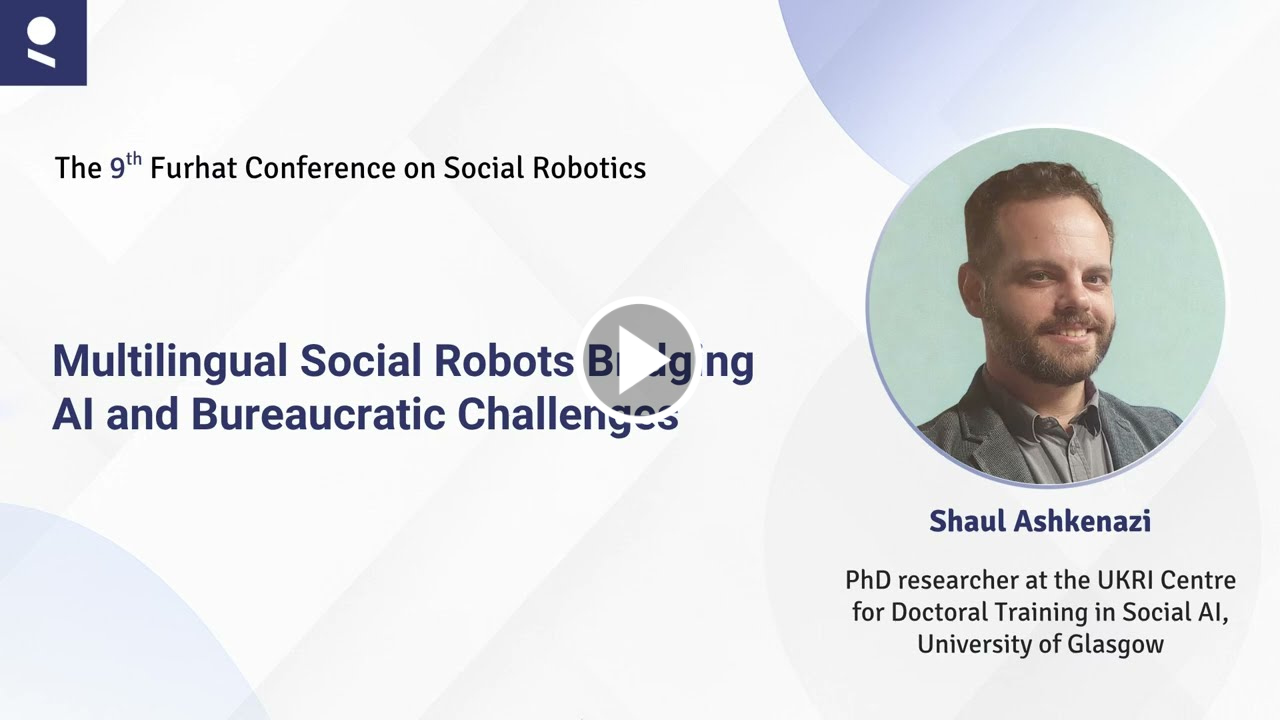 The 9th Furhat Conference on Social Robotics
Multilingual Social Robots Bridging
AI and Bureaucratic Challenges
Shaul Ashkenazi
PhD researcher at the UKRI Centre
for Doctoral Training in Social AI,
University of Glasgow